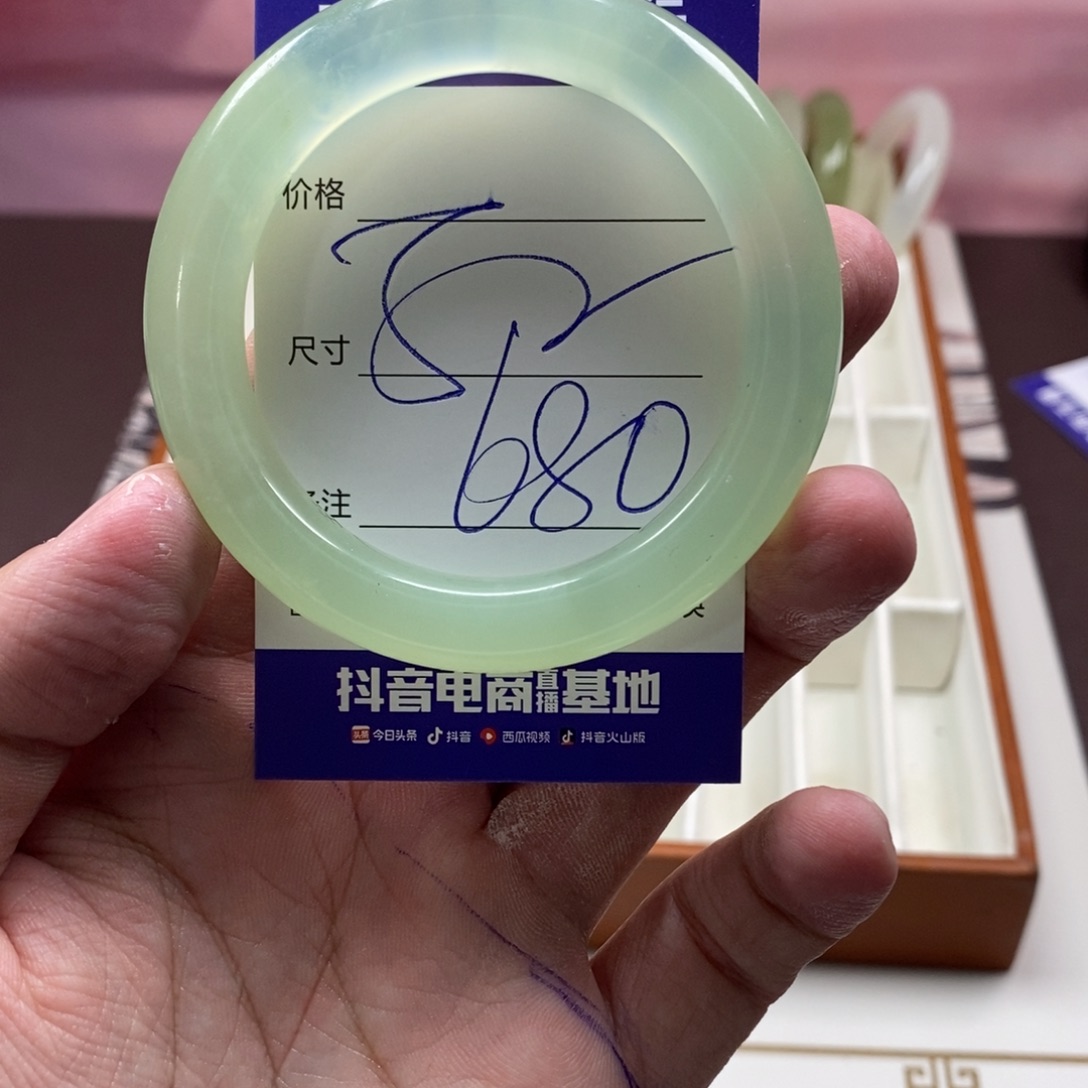 价格
尺寸
注
680
抖音电商直播基地
今日头条 抖音 西瓜视频 抖音火山版